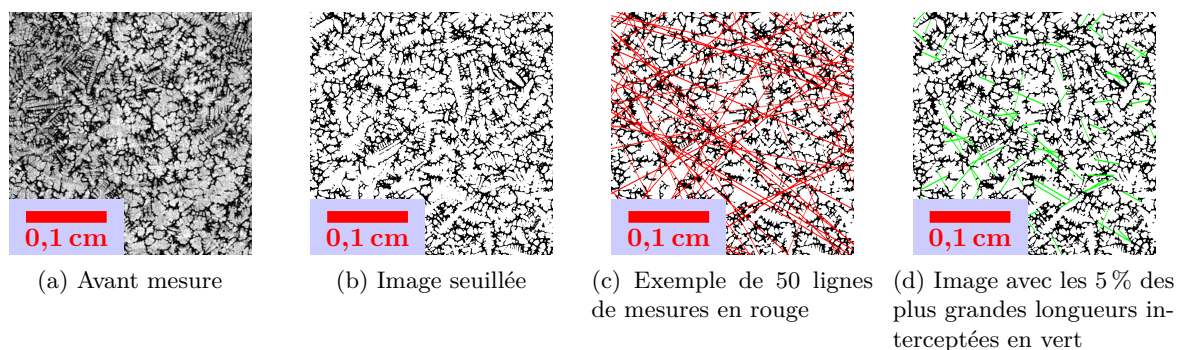 0,1 cm
0,1 cm
0,1 cm
0,1 cm
(a) Avant mesure
(b) Image seuillée
(c) Exemple de 50 lignes
de mesures en rouge
(d) Image avec les 5 % des
plus grandes longueurs in-
terceptées en vert